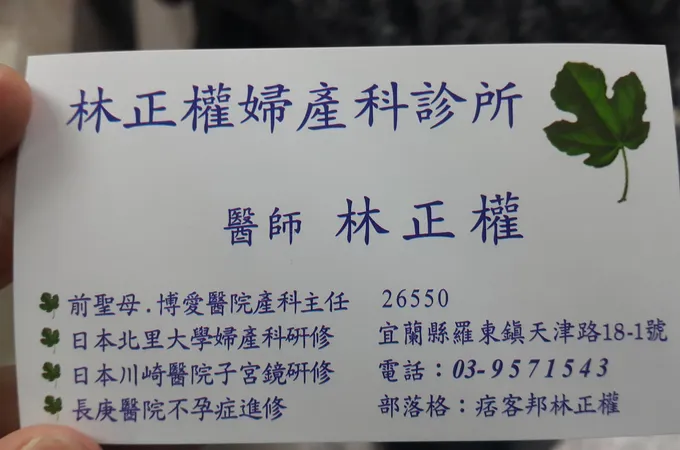 林正權婦產科診所
醫師 林正權
前聖母.博愛醫院產科主任
日本北里大學婦產科研修
日本川崎醫院子宮鏡研修
長庚醫院不孕症進修
26550
宜蘭縣羅東鎮天津路18-1號
電話：03-9571543
部落格：痞客邦林正權